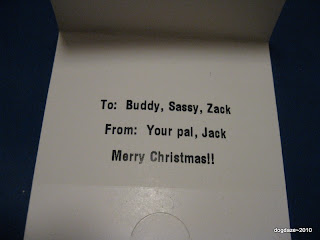 To: Buddy, Sassy, Zack
From: Your pal, Jack
Merry Christmas!!
dogdaze~2010